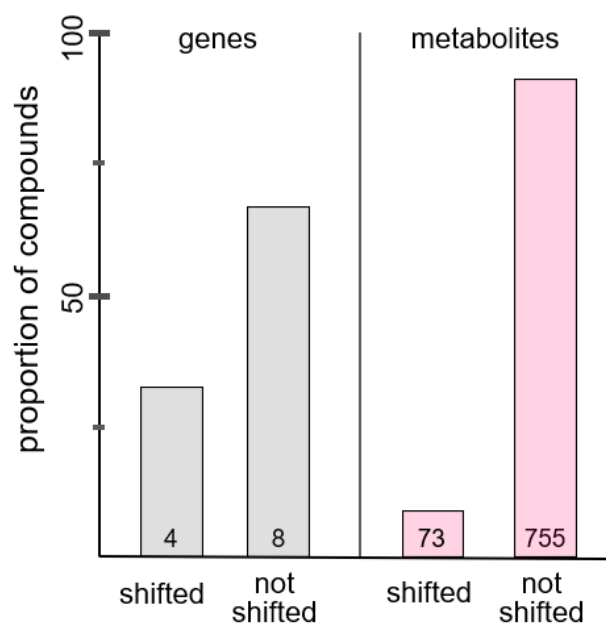 genes
metabolites
100
50
proportion of compounds
4
8
73
755
shifted
not
shifted
shifted
not
shifted